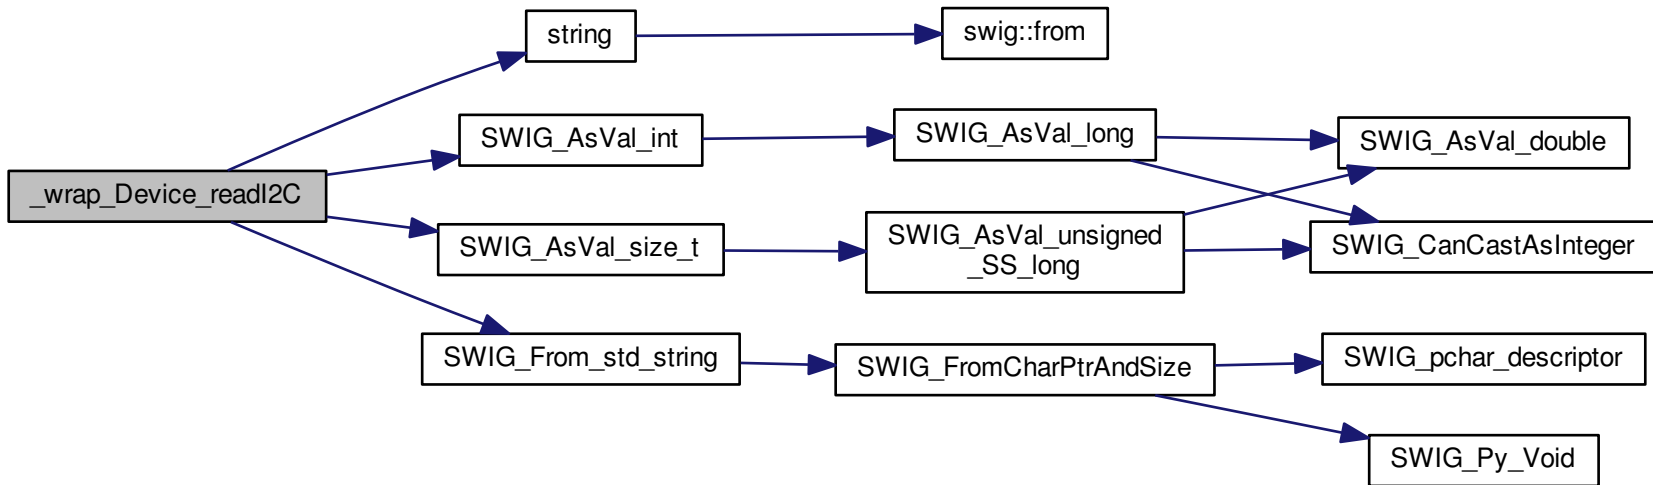 string
swig::from
SWIG_AsVal_int
SWIG_AsVal_long
SWIG_AsVal_double
_wrap_Device_readI2C
SWIG_AsVal_size_t
SWIG_AsVal_unsigned
_SS_long
SWIG_CanCastAsInteger
SWIG_From_std_string
SWIG_FromCharPtrAndSize
SWIG_pchar_descriptor
SWIG_Py_Void